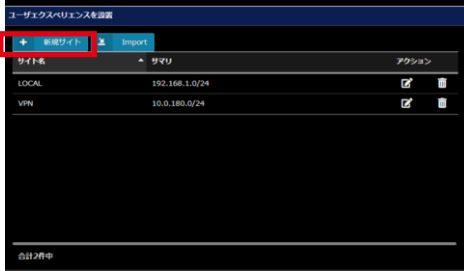 ユーザエクスペリエンスを設置
+ 新規サイト Import
サイト名 サマリ アクション
LOCAL 192.168.1.0/24
VPN 10.0.180.0/24
合計2件中